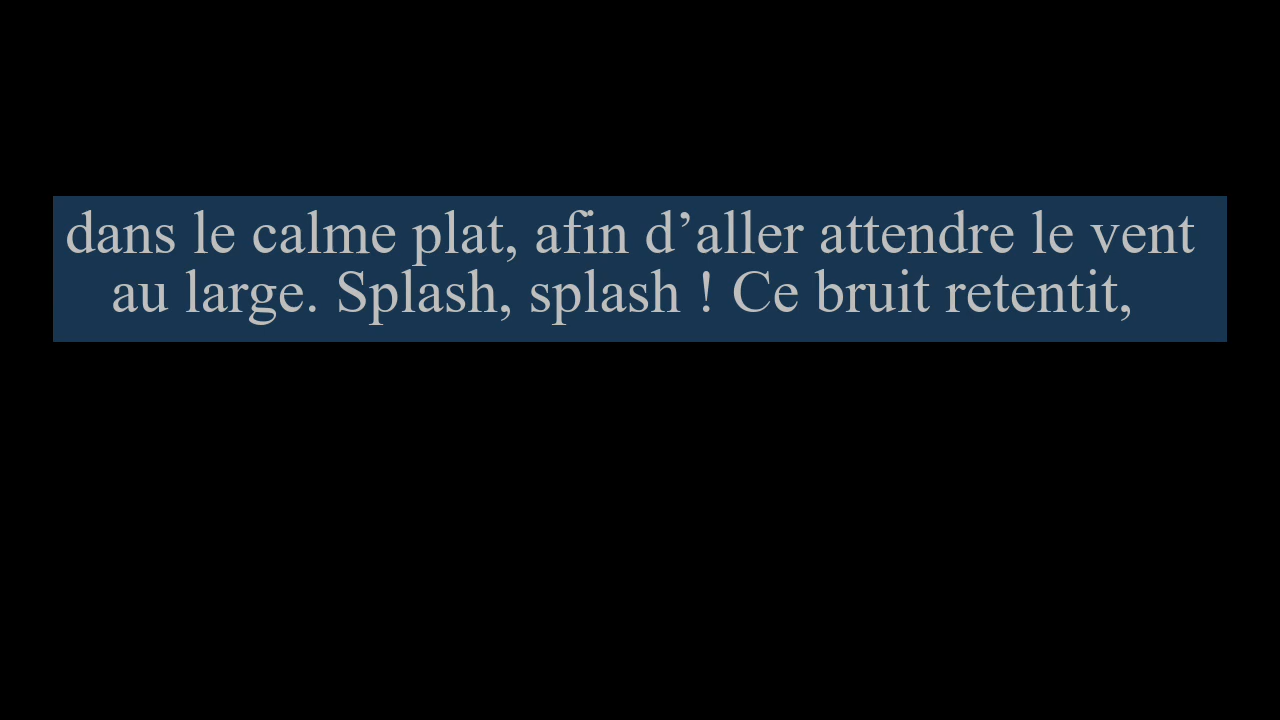 dans le calme plat, afin d’aller attendre le vent
au large. Splash, splash ! Ce bruit retentit,